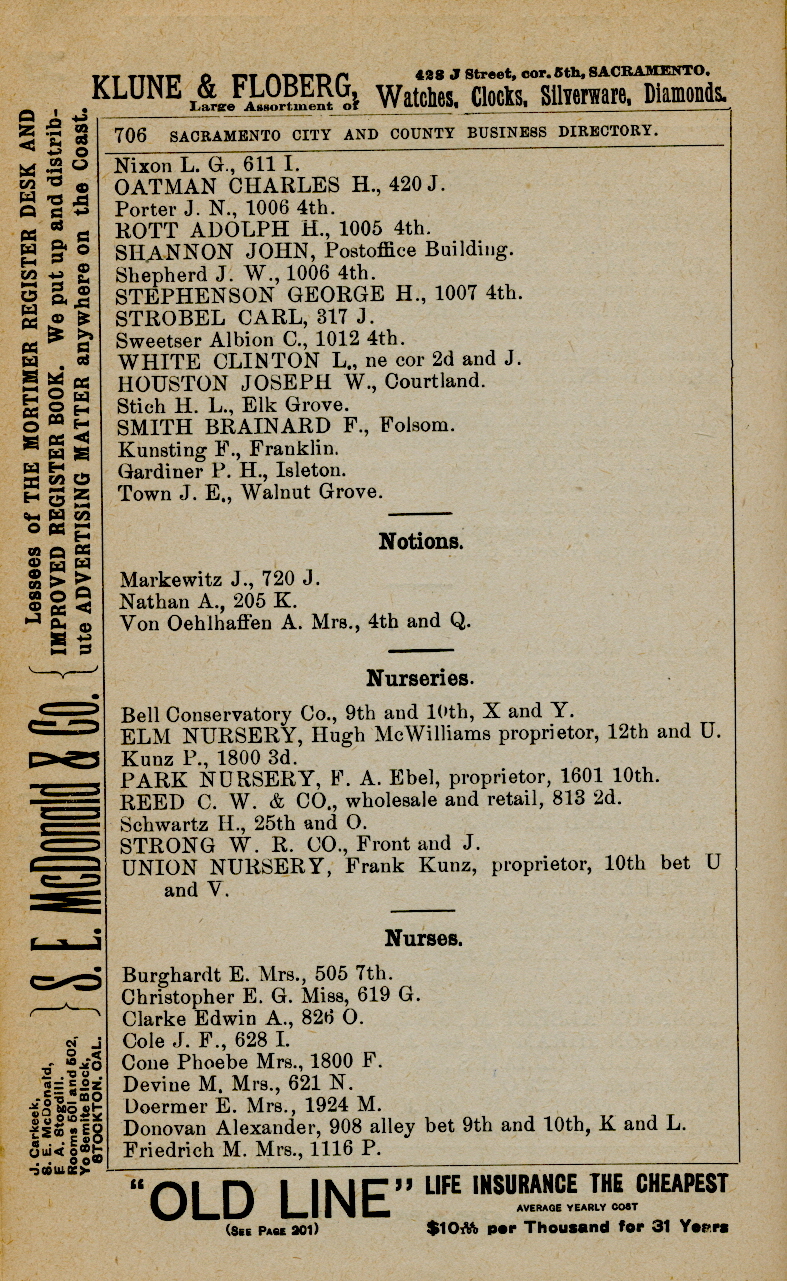 KLUNE & FLOBERG,
Large Assortment of
428 J Street, cor. 5th, SACRAMENTO.
Watches, Clocks, Silverware, Diamonds.
706 SACRAMENTO CITY AND COUNTY BUSINESS DIRECTORY.
Nixon L. G., 611 I.
OATMAN CHARLES H., 420 J.
Porter J. N., 1006 4th.
ROTT ADOLPH H., 1005 4th.
SHANNON JOHN, Postoffice Building.
Shepherd J. W., 1006 4th.
STEPHENSON GEORGE H., 1007 4th.
STROBEL CARL, 317 J.
Sweetser Albion C., 1012 4th.
WHITE CLINTON L., ne cor 2d and J.
HOUSTON JOSEPH W., Courtland.
Stich H. L., Elk Grove.
SMITH BRAINARD F., Folsom.
Kunsting F., Franklin.
Gardiner P. H., Isleton.
Town J. E., Walnut Grove.
Notions.
Markewitz J., 720 J.
Nathan A., 205 K.
Von Oehlhaffen A. Mrs., 4th and Q.
Nurseries.
Bell Conservatory Co., 9th and 10th, X and Y.
ELM NURSERY, Hugh McWilliams proprietor, 12th and U.
Kunz P., 1800 3d.
PARK NURSERY, F. A. Ebel, proprietor, 1601 10th.
REED C. W. & CO., wholesale and retail, 813 2d.
Schwartz H., 25th and O.
STRONG W. R. CO., Front and J.
UNION NURSERY, Frank Kunz, proprietor, 10th bet U
and V.
Nurses.
Burghardt E. Mrs., 505 7th.
Christopher E. G. Miss, 619 G.
Clarke Edwin A., 826 O.
Cole J. F., 628 I.
Cone Phoebe Mrs., 1800 F.
Devine M. Mrs., 621 N.
Doermer E. Mrs., 1924 M.
Donovan Alexander, 908 alley bet 9th and 10th, K and L.
Friedrich M. Mrs., 1116 P.
"OLD LINE"
(SEE PAGE 201)
LIFE INSURANCE THE CHEAPEST
AVERAGE YEARLY COST
per Thousand for 31 Years
J. Carkeek,
S. E. McDonald,
E. A. Stogdill.
Rooms 501 and 502,
Yo Semite Block,
STOCKTON. CAL.
S. E. McDonald & CO.
Lessees of THE MORTIMER REGISTER DESK AND
IMPROVED REGISTER BOOK. We put up and distrib-
ute ADVERTISING MATTER anywhere on the Coast.